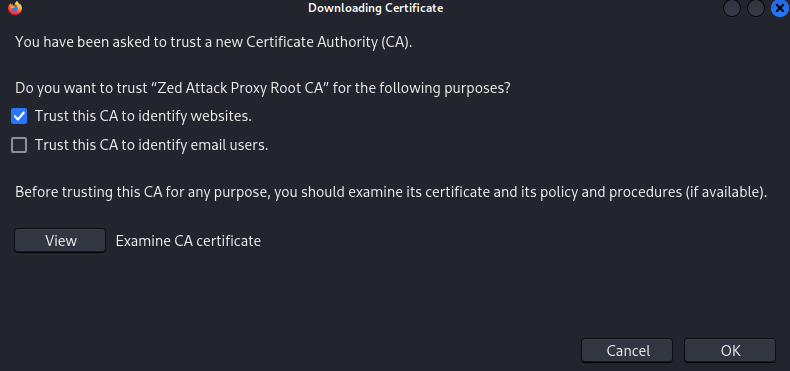 Downloading Certificate
You have been asked to trust a new Certificate Authority (CA).
Do you want to trust “Zed Attack Proxy Root CA” for the following purposes?
Trust this CA to identify websites.
Trust this CA to identify email users.
Before trusting this CA for any purpose, you should examine its certificate and its policy and procedures (if available).
View Examine CA certificate
Cancel OK